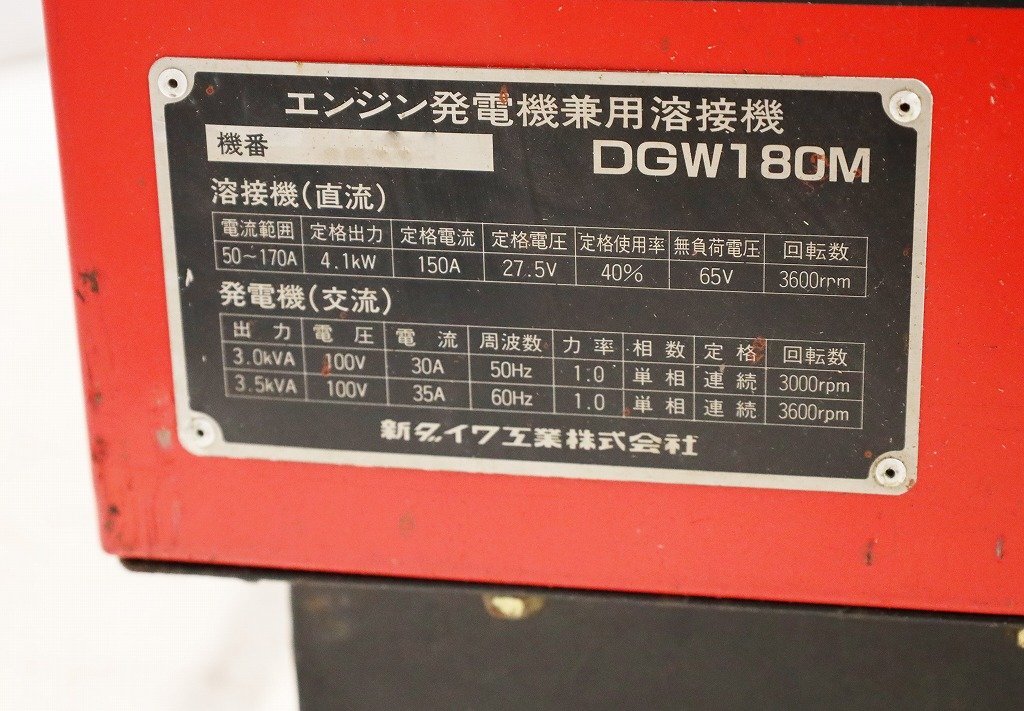 エンジン発電機兼用溶接機
機番
DGW180M
溶接機(直流)
電流範囲 定格出力 定格電流 定格電圧 定格使用率 無負荷電圧 回転数
50~170A 4.1kW 150A 27.5V 40% 65V 3600rpm
発電機(交流)
出力 電圧 電流 周波数 力率 相数 定格 回転数
3.0kVA 100V 30A 50Hz 1.0 単相 連続 3000rpm
3.5kVA 100V 35A 60Hz 1.0 単相 連続 3600rpm
新ダイワ工業株式会社